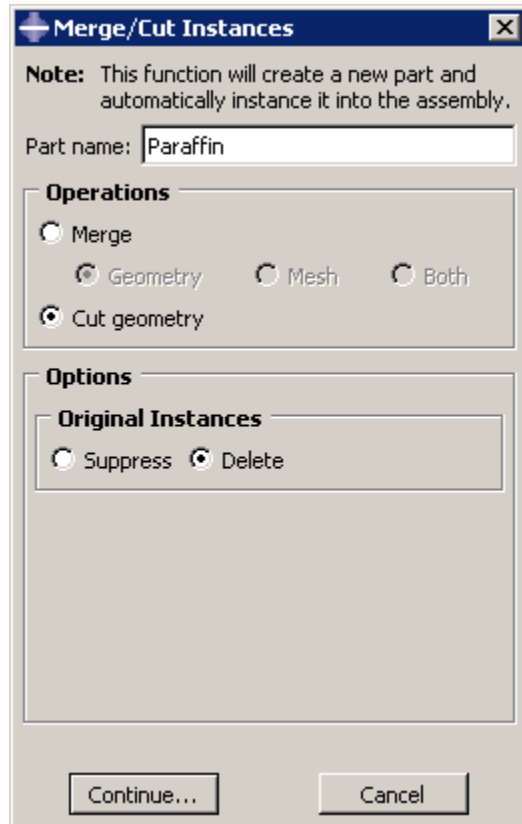 Merge/Cut Instances
Note: This function will create a new part and
automatically instance it into the assembly.
Part name: Paraffin
Operations
Merge
Geometry Mesh Both
Cut geometry
Options
Original Instances
Suppress Delete
Continue... Cancel